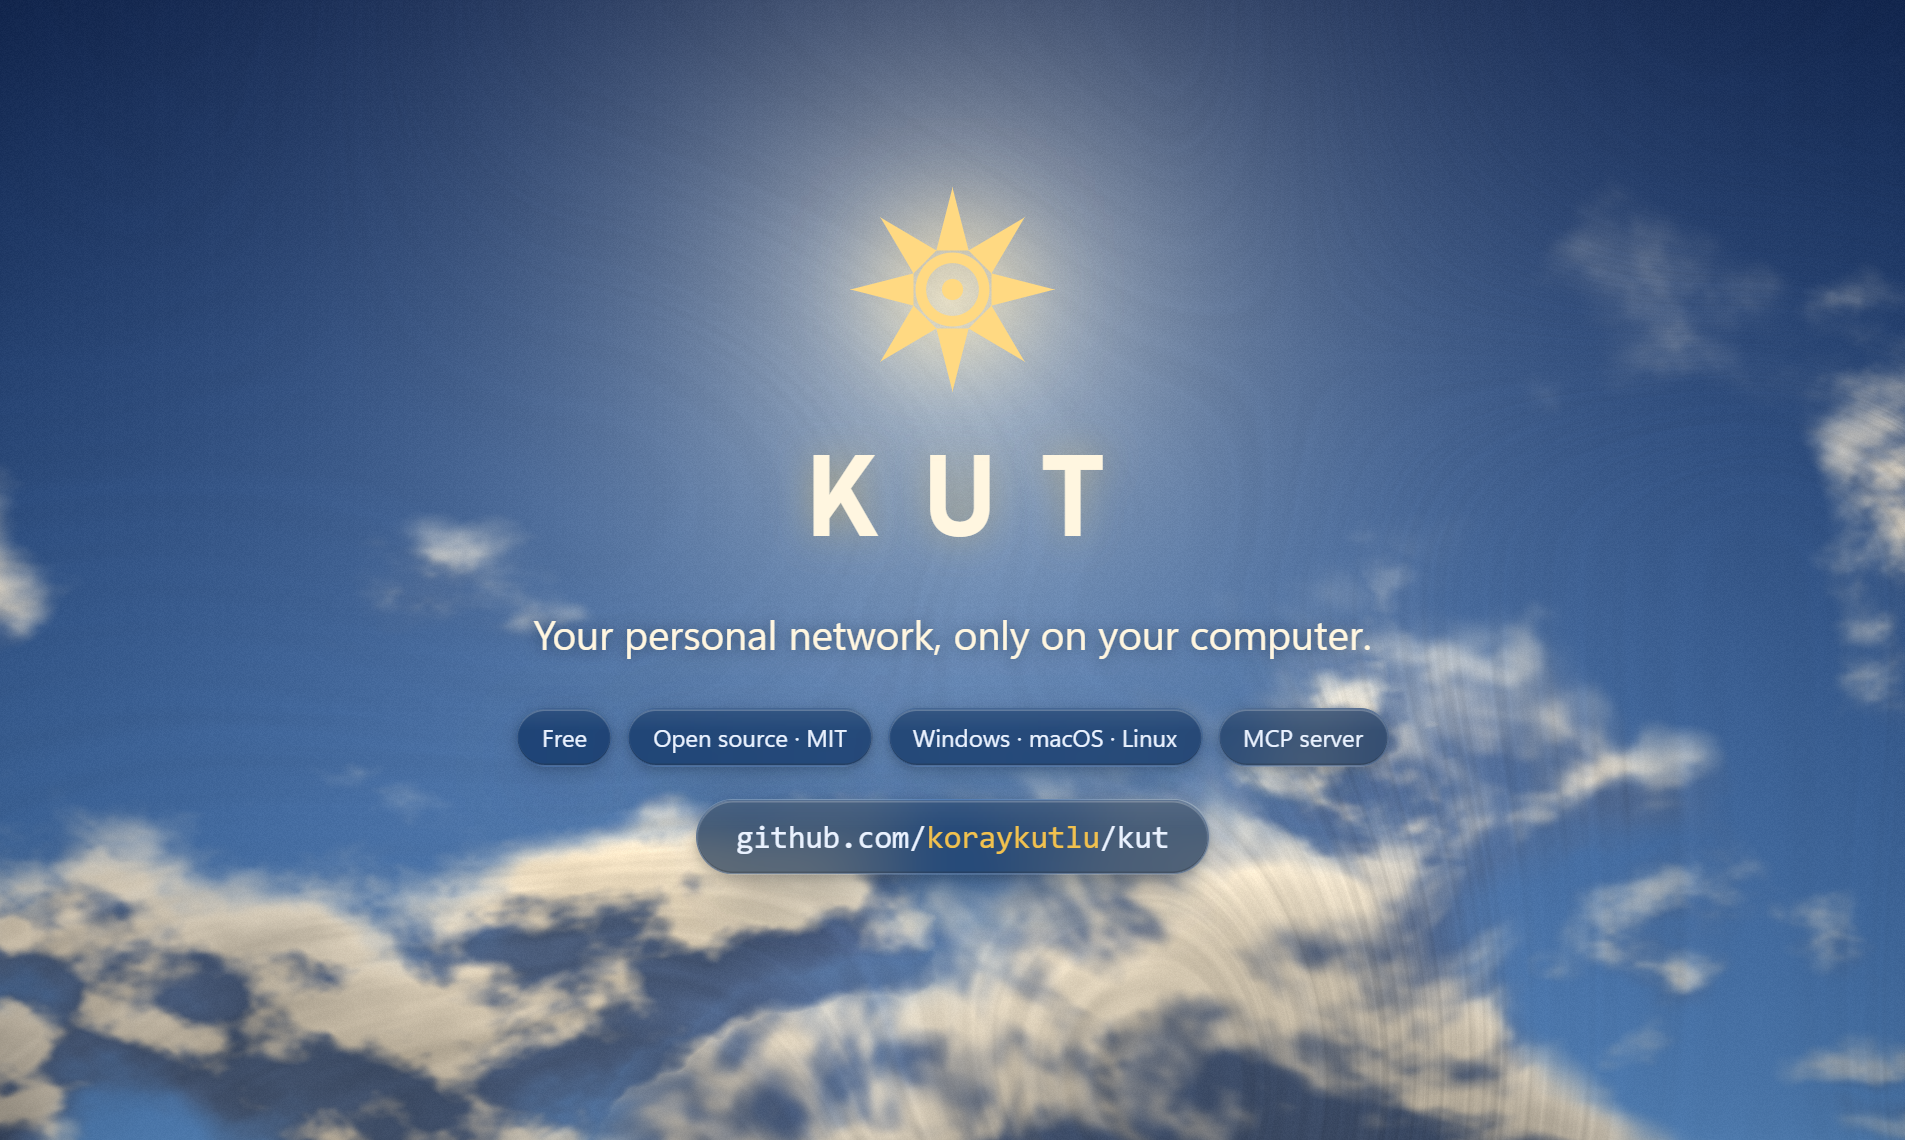 KUT
Your personal network, only on your computer.
Free
Open source · MIT
Windows · macOS · Linux
MCP server
github.com/koraykutlu/kut